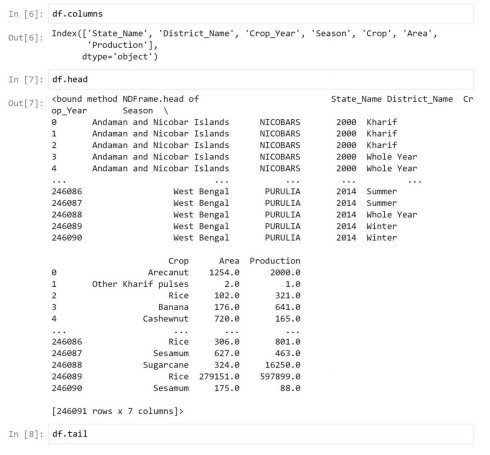 In [6]: df.columns
Out[6]: Index(['State_Name', 'District_Name', 'Crop_Year', 'Season', 'Crop', 'Area',
       'Production'],
      dtype='object')
In [7]: df.head
Out[7]: <bound method NDFrame.head of                  State_Name District_Name  Cr
op_Year       Season  \
0       Andaman and Nicobar Islands      NICOBARS       2000  Kharif
1       Andaman and Nicobar Islands      NICOBARS       2000  Kharif
2       Andaman and Nicobar Islands      NICOBARS       2000  Kharif
3       Andaman and Nicobar Islands      NICOBARS       2000  Whole Year
4       Andaman and Nicobar Islands      NICOBARS       2000  Whole Year
...                             ...           ...        ...          ...
246086                  West Bengal       PURULIA       2014  Summer
246087                  West Bengal       PURULIA       2014  Summer
246088                  West Bengal       PURULIA       2014  Whole Year
246089                  West Bengal       PURULIA       2014  Winter
246090                  West Bengal       PURULIA       2014  Winter
                  Crop      Area  Production
0             Arecanut    1254.0      2000.0
1  Other Kharif pulses       2.0         1.0
2                 Rice     102.0       321.0
3               Banana     176.0       641.0
4            Cashewnut     720.0       165.0
...                ...       ...         ...
246086            Rice     306.0       801.0
246087         Sesamum     627.0       463.0
246088       Sugarcane     324.0     16250.0
246089            Rice  279151.0    597899.0
246090         Sesamum     175.0        88.0
[246091 rows x 7 columns]>
In [8]: df.tail